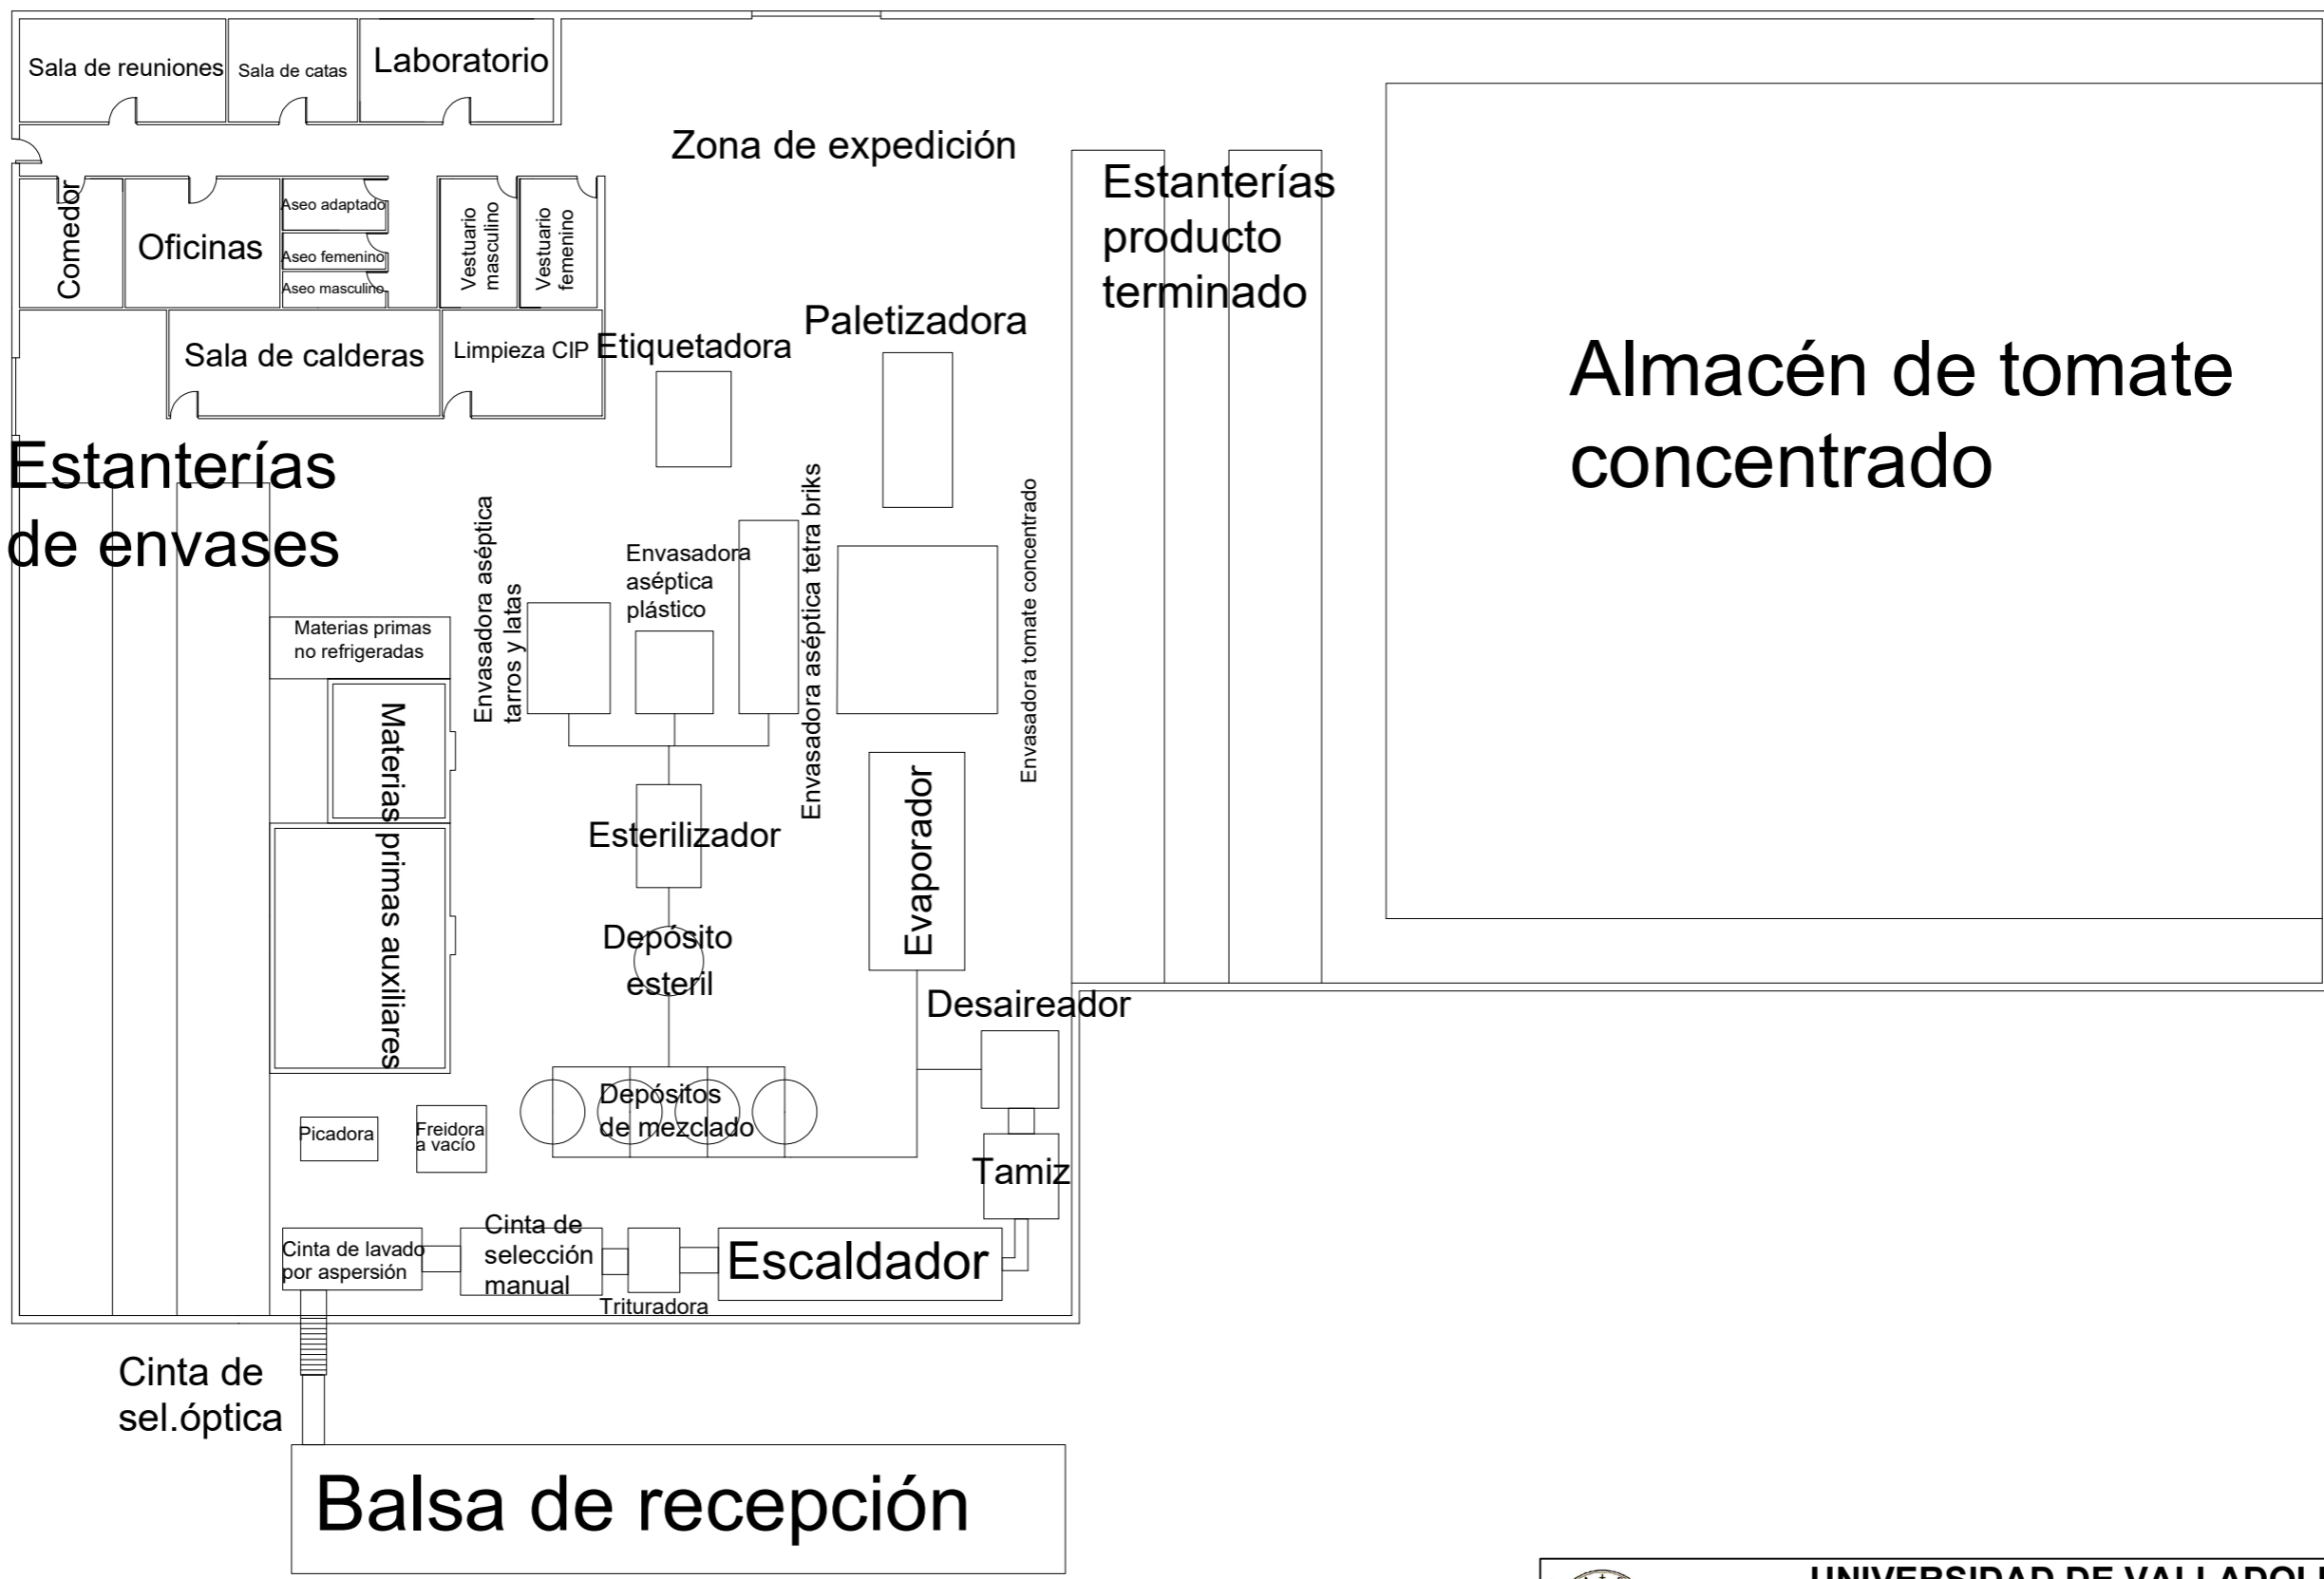 Sala de reuniones
Sala de catas
Laboratorio
Zona de expedición
Comedor
Oficinas
Aseo adaptado
Aseo femenino
Aseo masculino
Vestuario
masculino
Vestuario
femenino
Estanterías
producto
terminado
Sala de calderas
Limpieza CIP
Etiquetadora
Paletizadora
Almacén de tomate
concentrado
Estanterías
de envases
Envasadora aséptica
tarros y latas
Envasadora
aséptica
plástico
Envasadora aséptica tetra briks
Envasadora tomate concentrado
Materias primas
no refrigeradas
Materias primas auxiliares
Esterilizador
Evaporador
Depósito
esteril
Desaireador
Depósitos
de mezclado
Picadora
Freidora
a vacío
Tamiz
Cinta de lavado
por aspersión
Cinta de
selección
manual
Trituradora
Escaldador
Cinta de
sel.óptica
Balsa de recepción